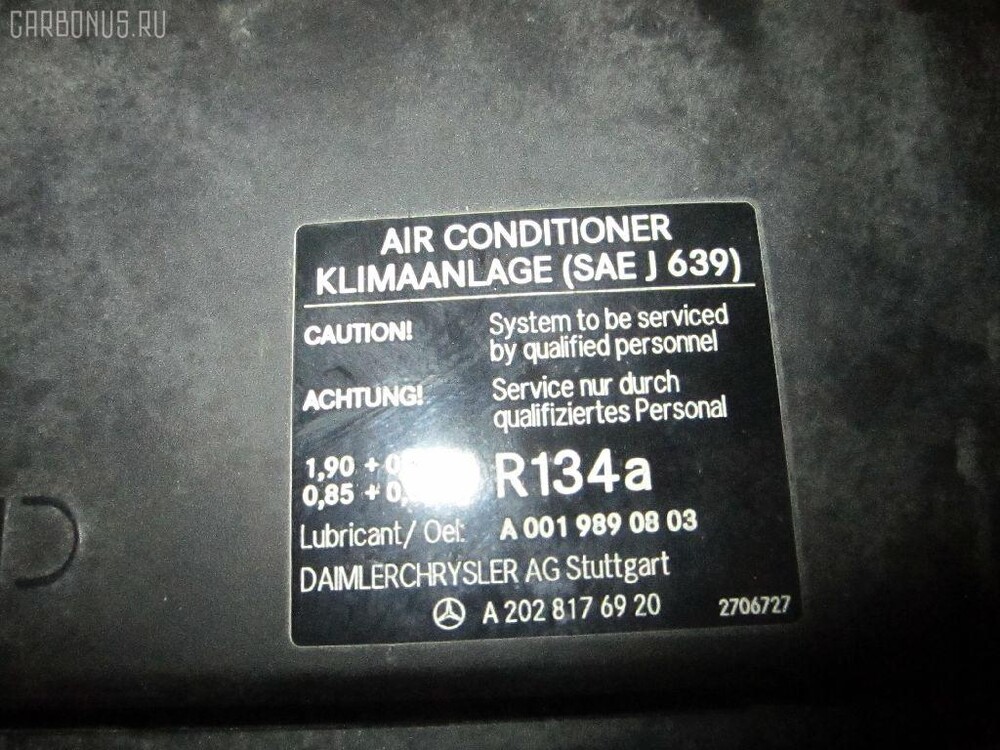 CARBONUS.RU
AIR CONDITIONER
KLIMAANLAGE (SAE J 639)
CAUTION! System to be serviced
by qualified personnel
ACHTUNG! Service nur durch
qualifiziertes Personal
1,90 + R134a
0,85 +
Lubricant/ Oel: A 001 989 08 03
DAIMLERCHRYSLER AG Stuttgart
A 202 817 69 20 2706727